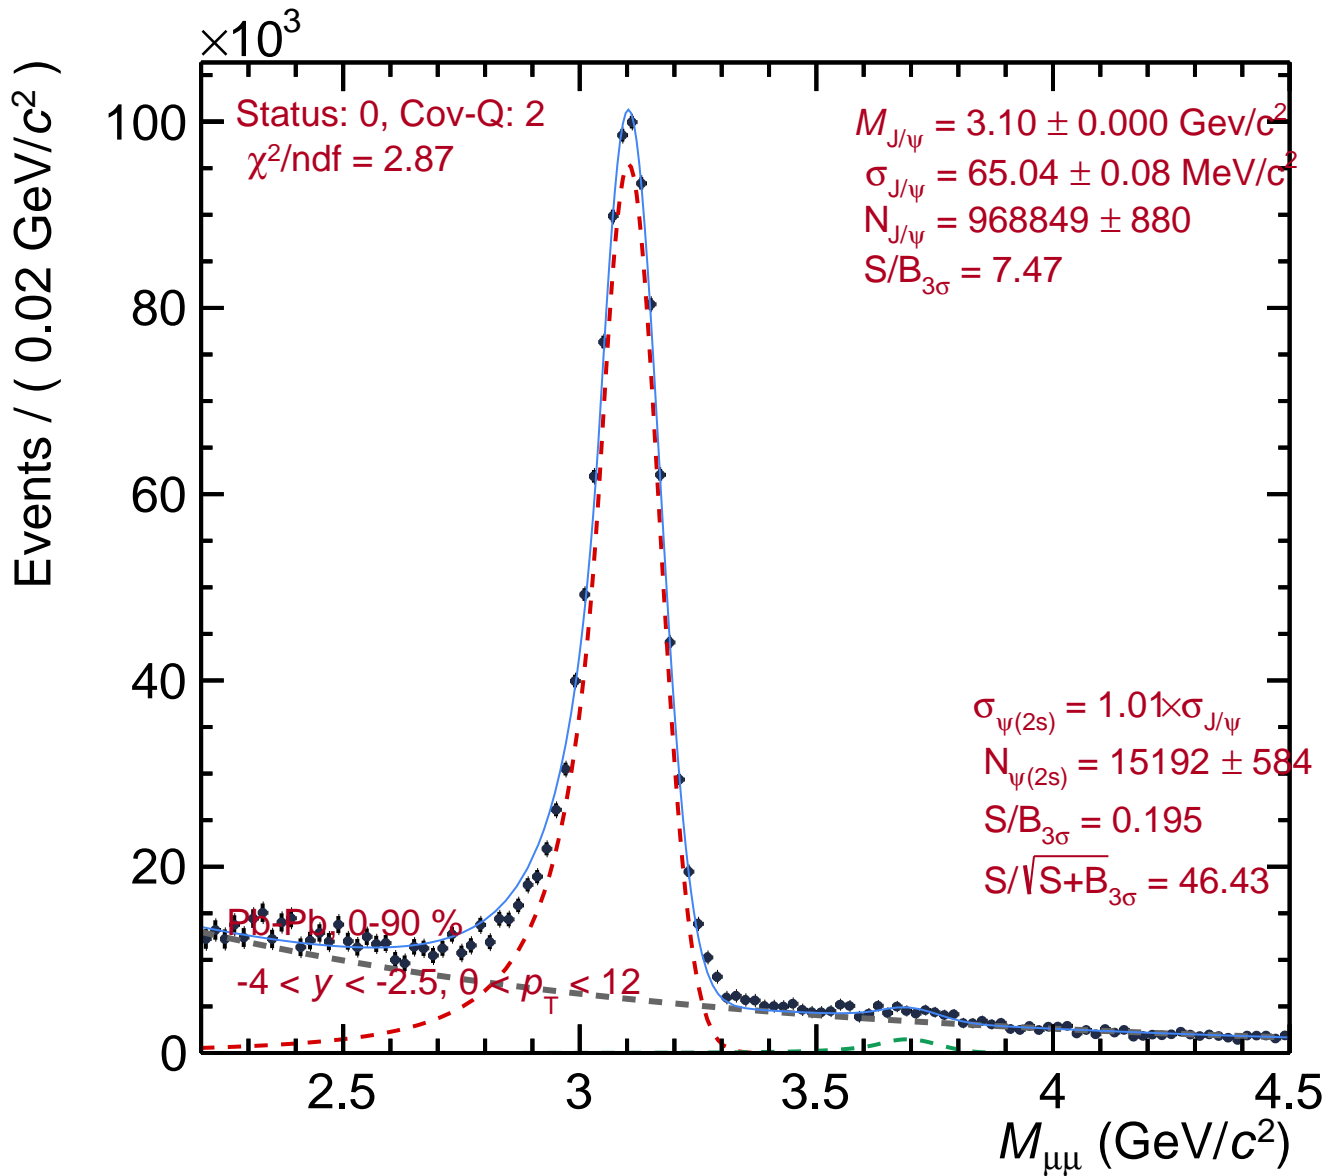 ×10³
Events / ( 0.02 GeV/c² )
100
80
60
40
20
0
Status: 0, Cov-Q: 2
χ²/ndf = 2.87
M_J/ψ = 3.10 ± 0.000 Gev/c²
σ_J/ψ = 65.04 ± 0.08 MeV/c²
N_J/ψ = 968849 ± 880
S/B_3σ = 7.47
σ_ψ(2s) = 1.01×σ_J/ψ
N_ψ(2s) = 15192 ± 584
S/B_3σ = 0.195
S/√S+B_3σ = 46.43
Pb-Pb, 0-90 %
-4 < y < -2.5, 0 < p_T < 12
2.5 3 3.5 4 4.5
M_μμ (GeV/c²)